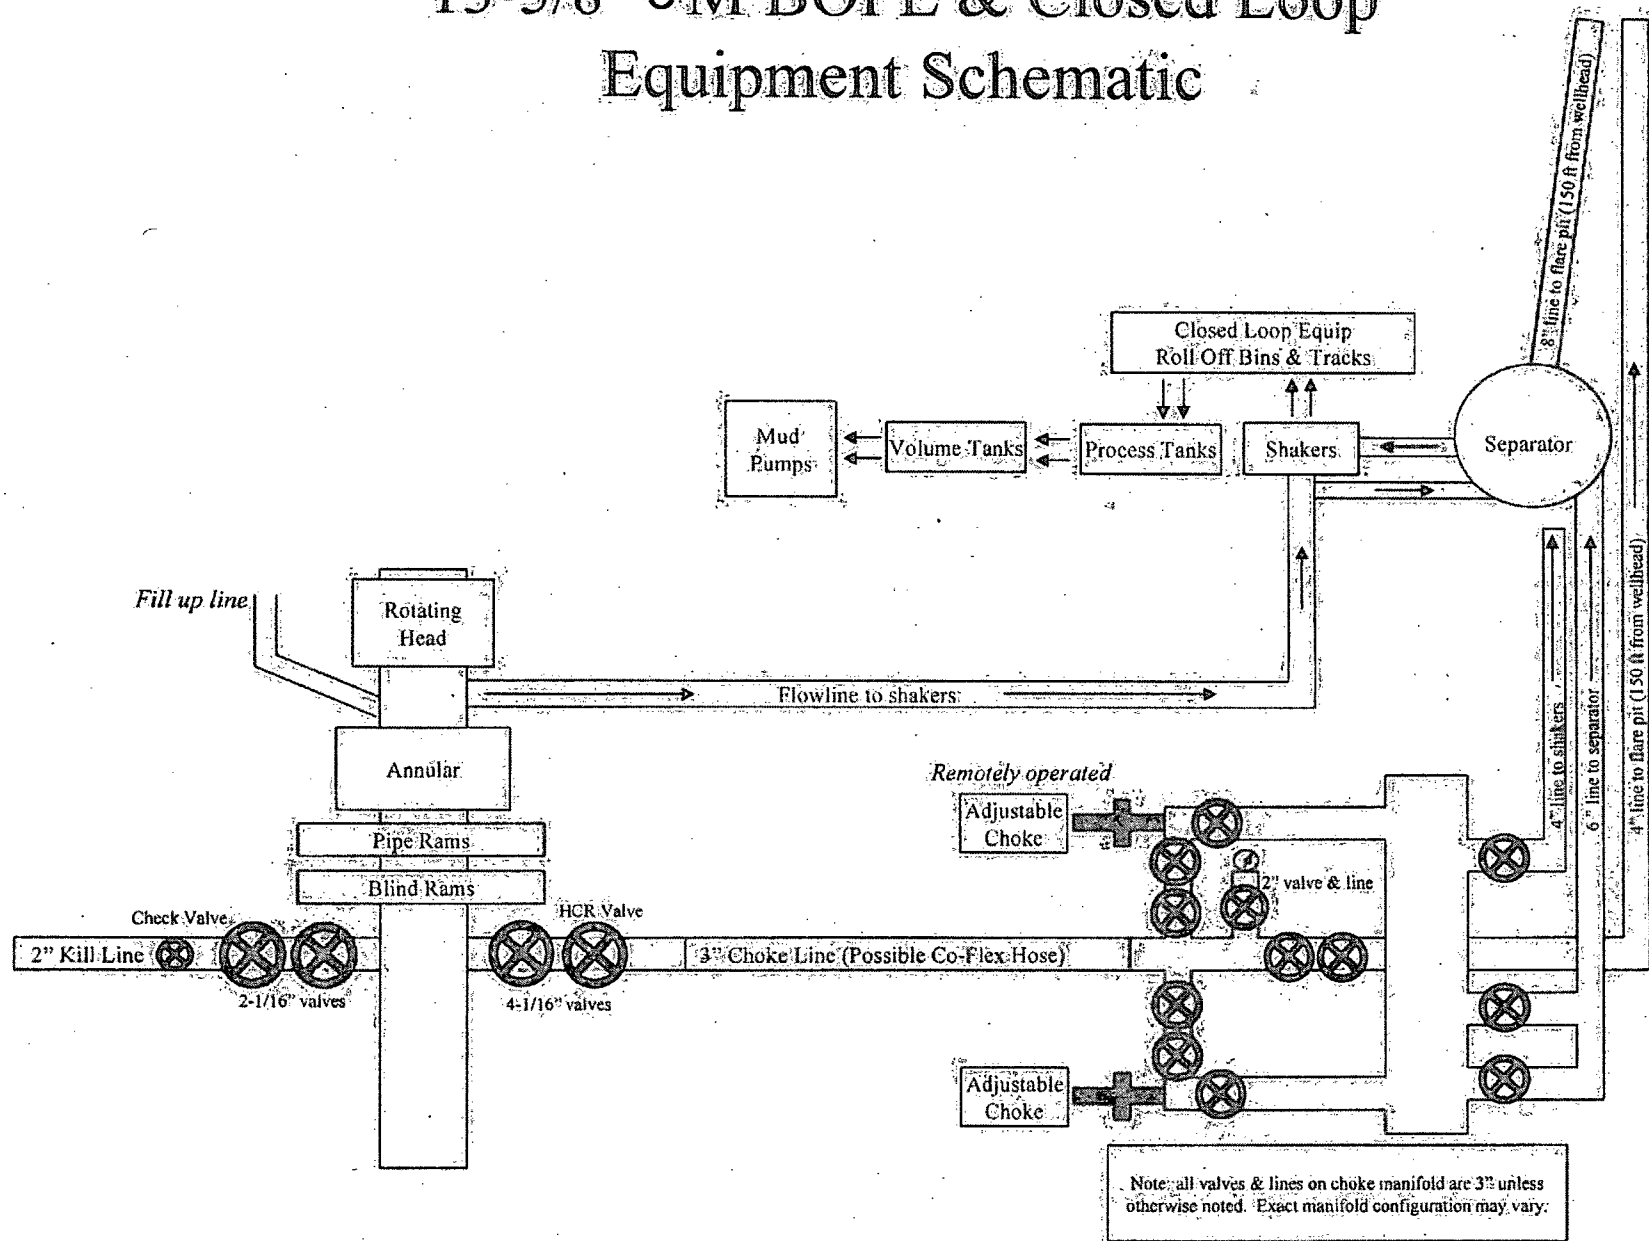 BOPE & Closed Loop
Equipment Schematic
8" line to flare pit (150 ft from wellhead)
Closed Loop Equip
Roll Off Bins & Tracks
Mud
Pumps
Volume Tanks
Process Tanks
Shakers
Separator
Fill up line
Rotating
Head
Flowline to shakers
Annular
Pipe Rams
Blind Rams
Remotely operated
Adjustable
Choke
2" valve & line
4" line to shakers
6" line to separator
4" line to flare pit (150 ft from wellhead)
Check Valve
HCR Valve
2" Kill Line
3" Choke Line (Possible Co-Flex Hose)
2-1/16" valves
4-1/16" valves
Adjustable
Choke
Note: all valves & lines on choke manifold are 3" unless
otherwise noted. Exact manifold configuration may vary.